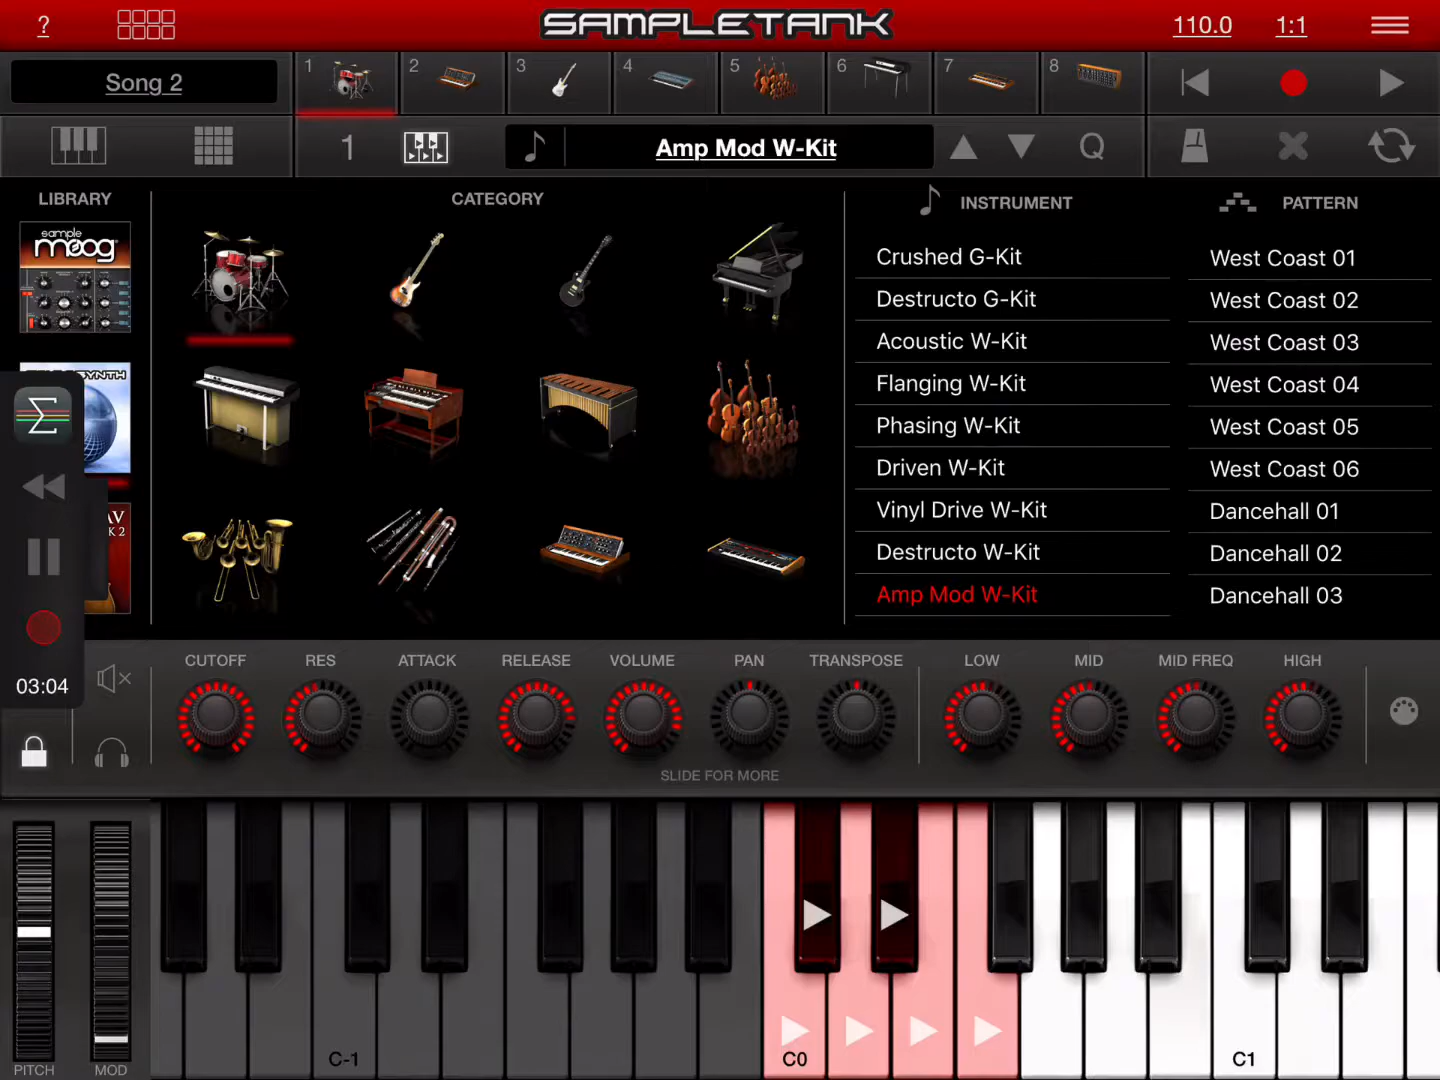 ?
SAMPLETANK
110.0
1:1
Song 2
1
2
3
4
5
6
7
8
1
Amp Mod W-Kit
Q
LIBRARY
CATEGORY
INSTRUMENT
PATTERN
sample
moog
SYNTH
Crushed G-Kit
Destructo G-Kit
Acoustic W-Kit
Flanging W-Kit
Phasing W-Kit
Driven W-Kit
Vinyl Drive W-Kit
Destructo W-Kit
Amp Mod W-Kit
West Coast 01
West Coast 02
West Coast 03
West Coast 04
West Coast 05
West Coast 06
Dancehall 01
Dancehall 02
Dancehall 03
Σ
03:04
CUTOFF
RES
ATTACK
RELEASE
VOLUME
PAN
TRANSPOSE
LOW
MID
MID FREQ
HIGH
SLIDE FOR MORE
PITCH
MOD
C-1
C0
C1